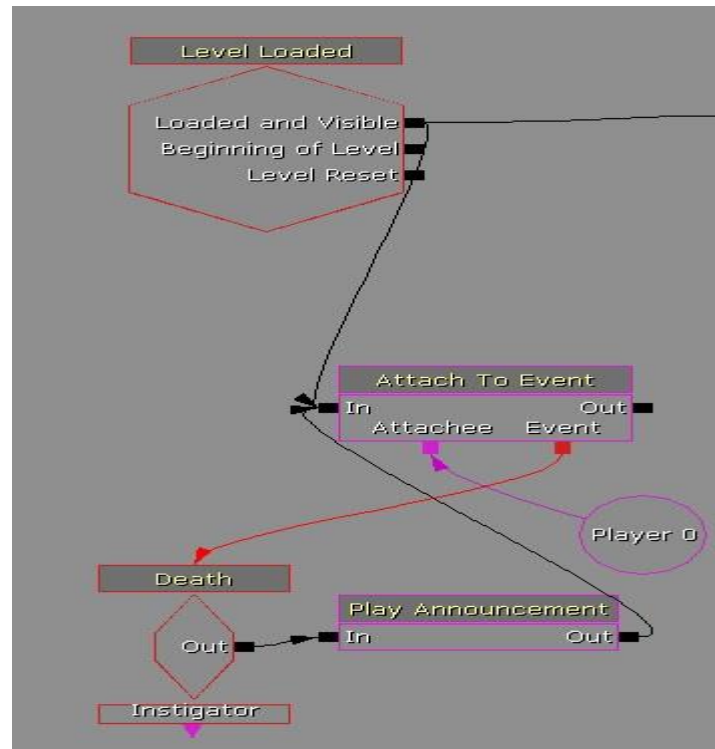 Level Loaded
Loaded and Visible
Beginning of Level
Level Reset
Attach To Event
In Out
Attachee Event
Player 0
Death
Out
Instigator
Play Announcement
In Out